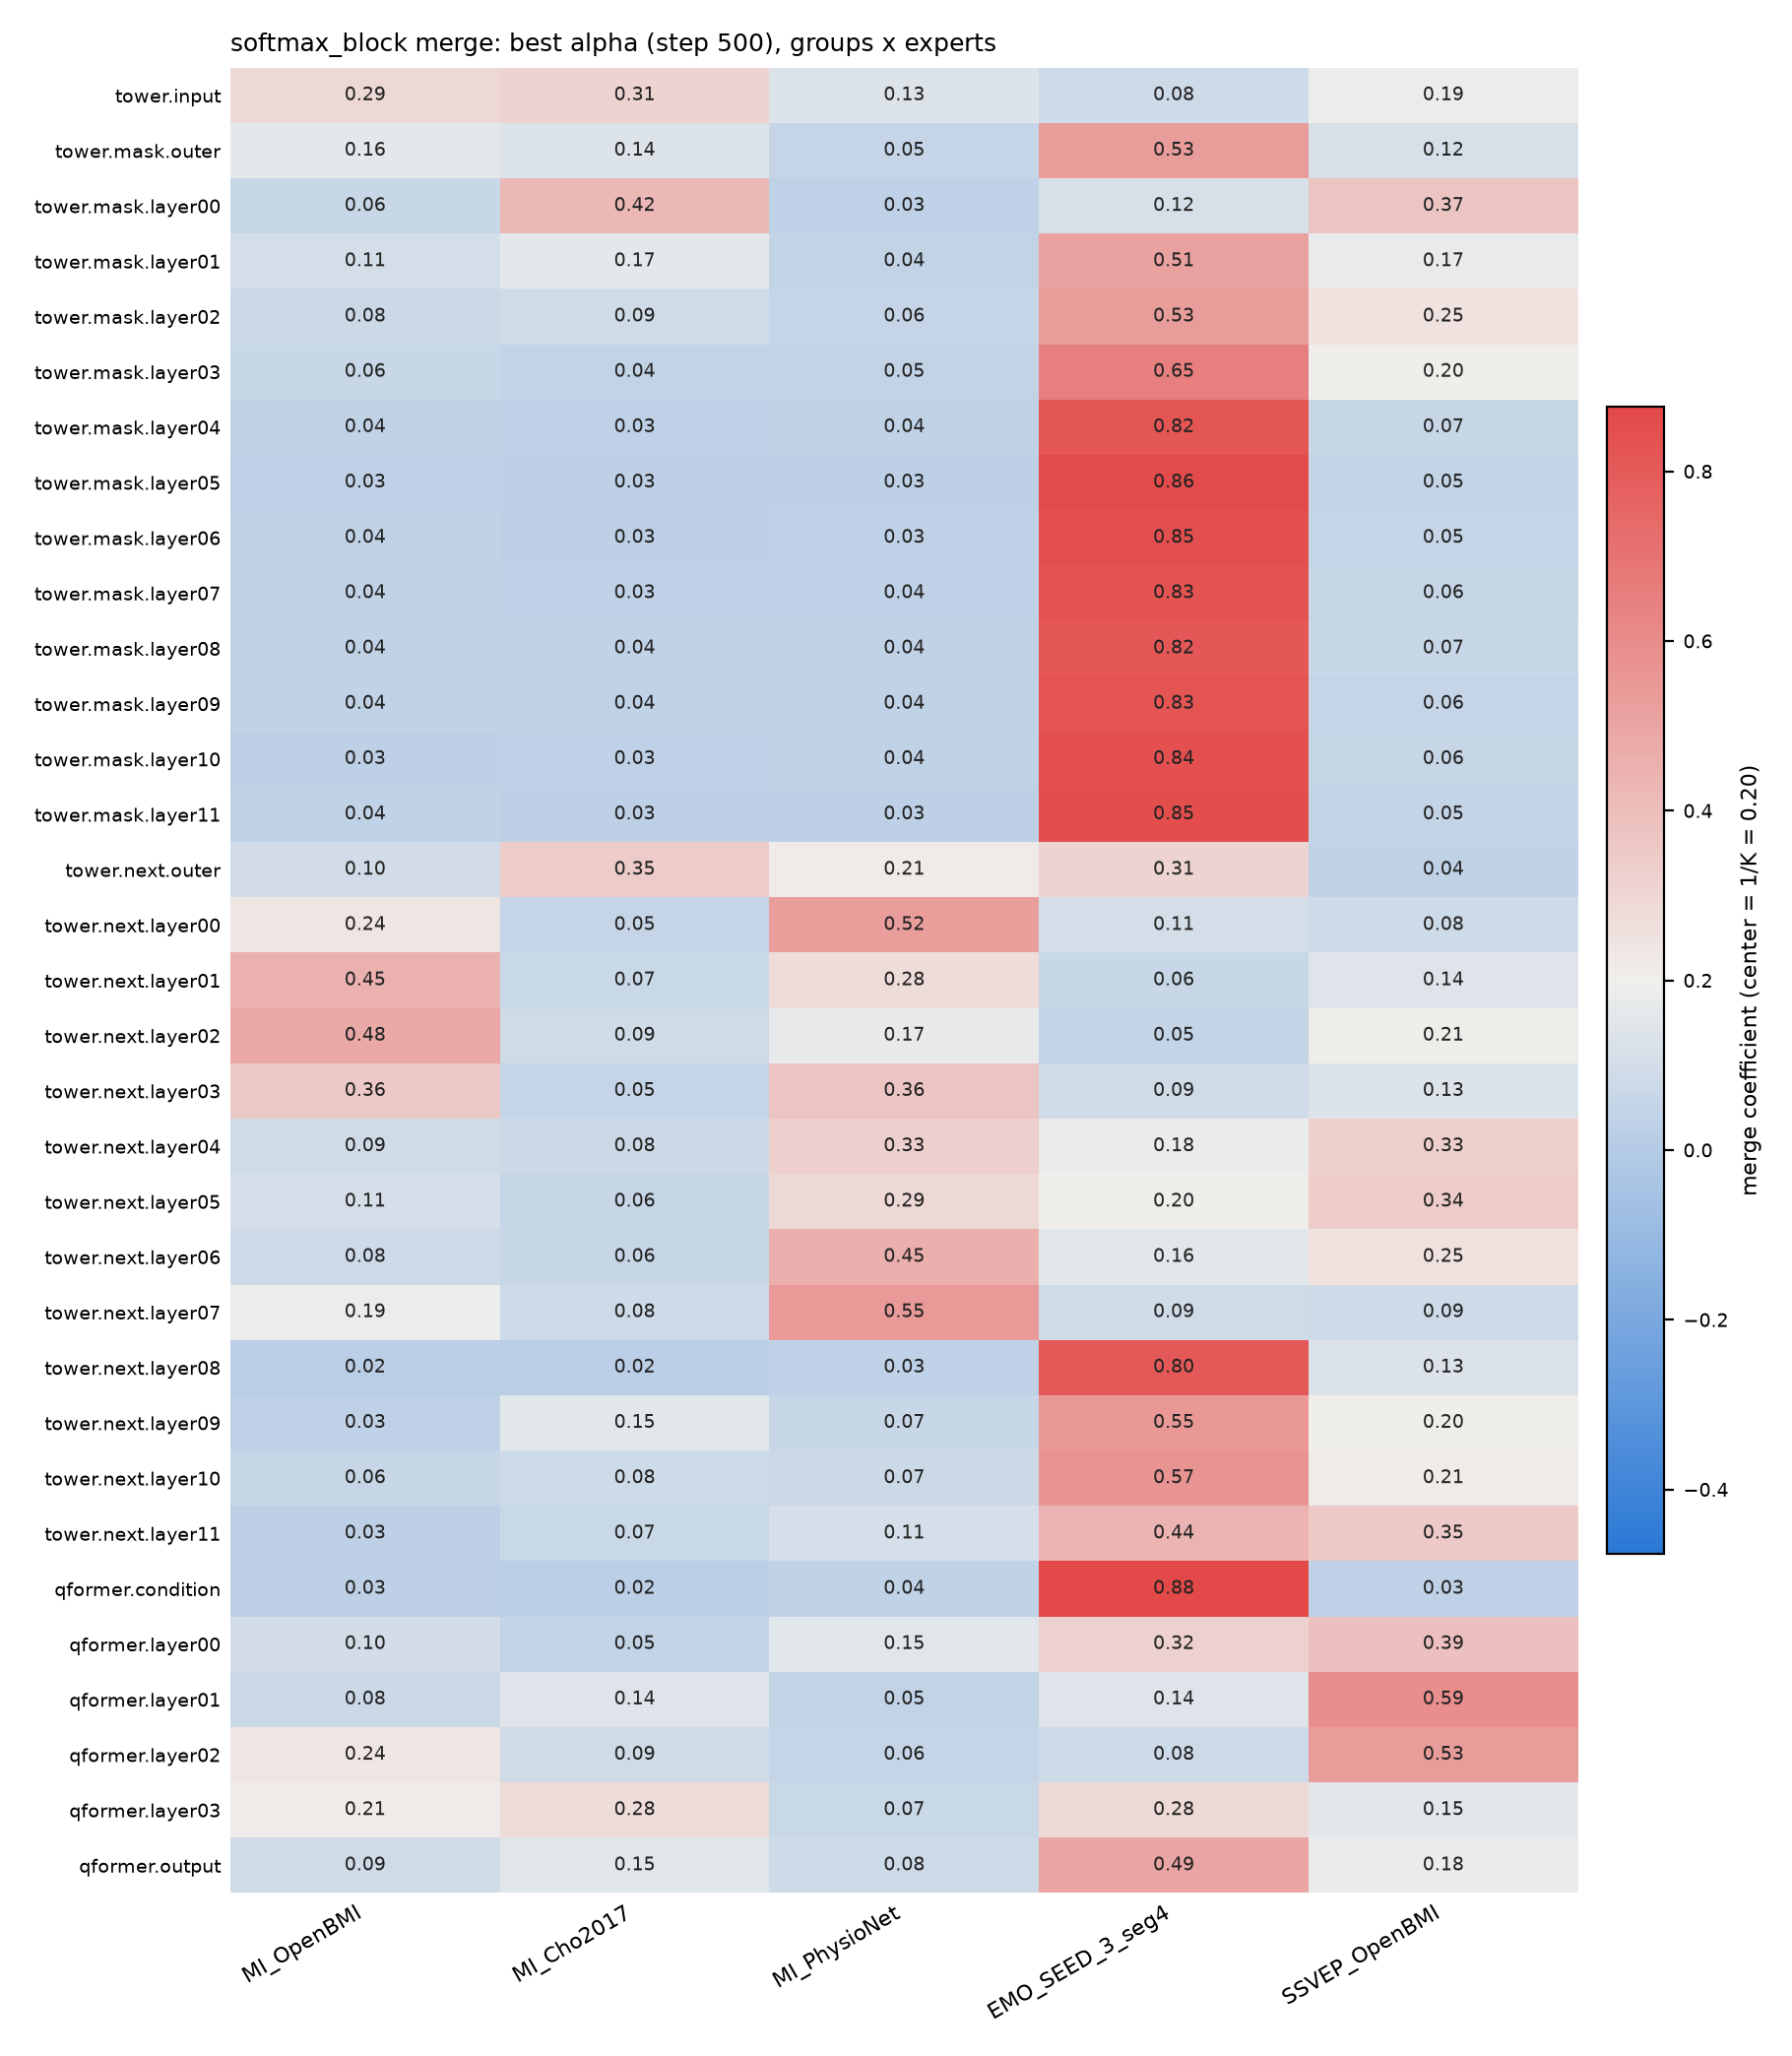 softmax_block merge: best alpha (step 500), groups x experts
tower.input 0.29 0.31 0.13 0.08 0.19
tower.mask.outer 0.16 0.14 0.05 0.53 0.12
tower.mask.layer00 0.06 0.42 0.03 0.12 0.37
tower.mask.layer01 0.11 0.17 0.04 0.51 0.17
tower.mask.layer02 0.08 0.09 0.06 0.53 0.25
tower.mask.layer03 0.06 0.04 0.05 0.65 0.20
tower.mask.layer04 0.04 0.03 0.04 0.82 0.07
tower.mask.layer05 0.03 0.03 0.03 0.86 0.05
tower.mask.layer06 0.04 0.03 0.03 0.85 0.05
tower.mask.layer07 0.04 0.03 0.04 0.83 0.06
tower.mask.layer08 0.04 0.04 0.04 0.82 0.07
tower.mask.layer09 0.04 0.04 0.04 0.83 0.06
tower.mask.layer10 0.03 0.03 0.04 0.84 0.06
tower.mask.layer11 0.04 0.03 0.03 0.85 0.05
tower.next.outer 0.10 0.35 0.21 0.31 0.04
tower.next.layer00 0.24 0.05 0.52 0.11 0.08
tower.next.layer01 0.45 0.07 0.28 0.06 0.14
tower.next.layer02 0.48 0.09 0.17 0.05 0.21
tower.next.layer03 0.36 0.05 0.36 0.09 0.13
tower.next.layer04 0.09 0.08 0.33 0.18 0.33
tower.next.layer05 0.11 0.06 0.29 0.20 0.34
tower.next.layer06 0.08 0.06 0.45 0.16 0.25
tower.next.layer07 0.19 0.08 0.55 0.09 0.09
tower.next.layer08 0.02 0.02 0.03 0.80 0.13
tower.next.layer09 0.03 0.15 0.07 0.55 0.20
tower.next.layer10 0.06 0.08 0.07 0.57 0.21
tower.next.layer11 0.03 0.07 0.11 0.44 0.35
qformer.condition 0.03 0.02 0.04 0.88 0.03
qformer.layer00 0.10 0.05 0.15 0.32 0.39
qformer.layer01 0.08 0.14 0.05 0.14 0.59
qformer.layer02 0.24 0.09 0.06 0.08 0.53
qformer.layer03 0.21 0.28 0.07 0.28 0.15
qformer.output 0.09 0.15 0.08 0.49 0.18
MI_OpenBMI MI_Cho2017 MI_PhysioNet EMO_SEED_3_seg4 SSVEP_OpenBMI
0.8
0.6
0.4
0.2
0.0
−0.2
−0.4
merge coefficient (center = 1/K = 0.20)